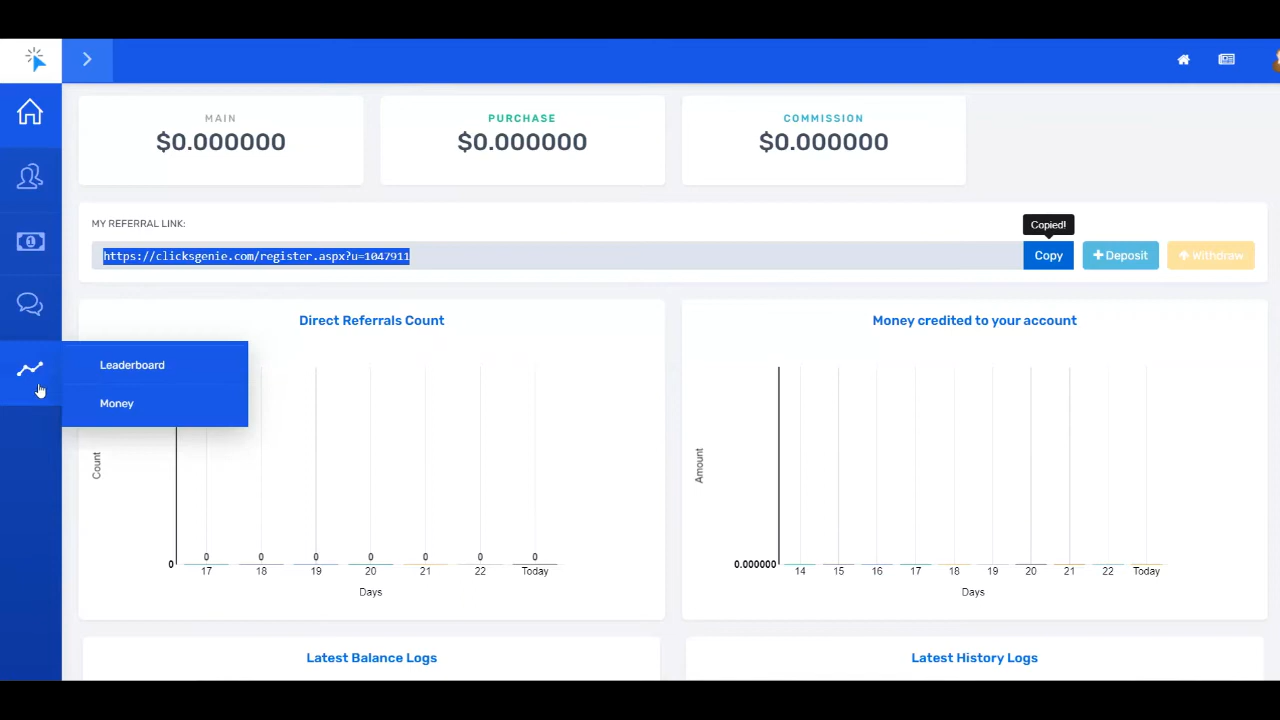 MAIN
$0.000000
PURCHASE
$0.000000
COMMISSION
$0.000000
MY REFERRAL LINK:
Copied!
https://clicksgenie.com/register.aspx?u=1047911
Copy
Deposit
Withdraw
Direct Referrals Count
Money credited to your account
Leaderboard
Money
Count
0
0 0 0 0 0 0 0
17 18 19 20 21 22 Today
Days
Amount
0.000000
14 15 16 17 18 19 20 21 22 Today
Days
Latest Balance Logs
Latest History Logs